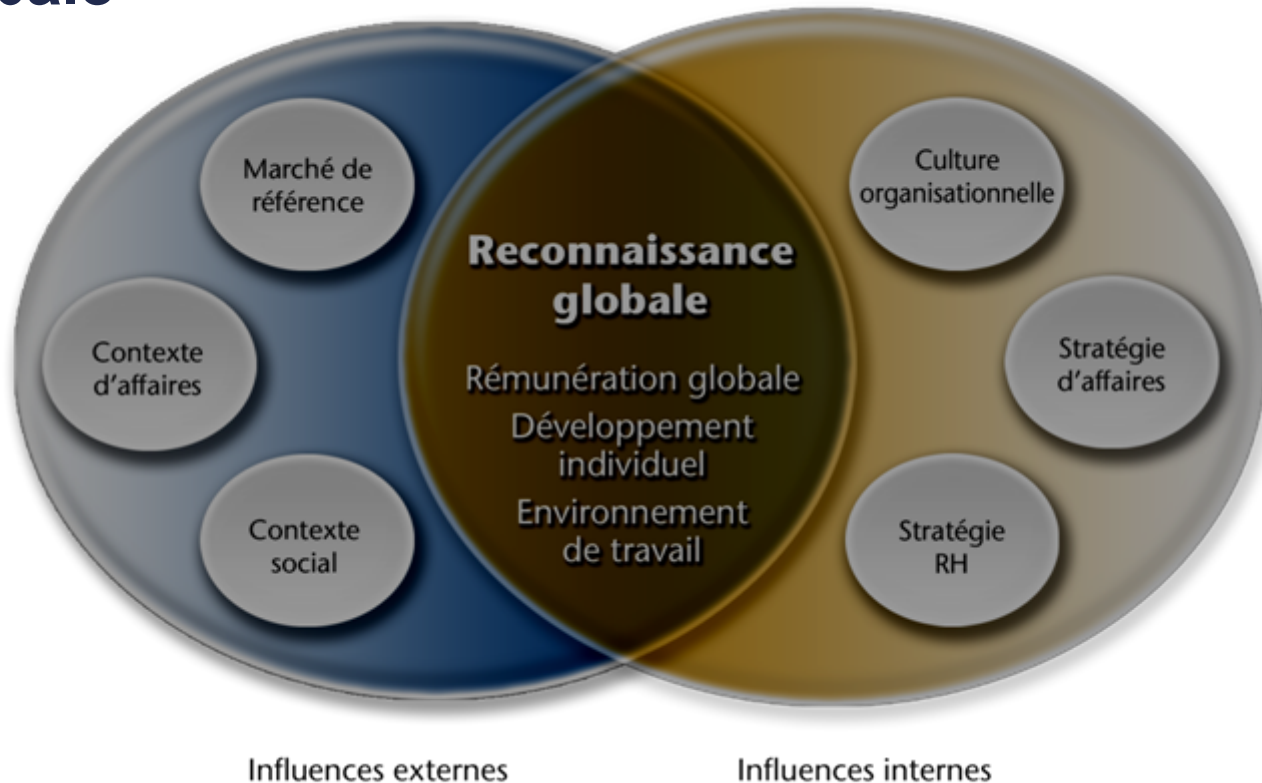 Marché de
référence
Contexte
d'affaires
Contexte
social
Reconnaissance
globale
Rémunération globale
Développement
individuel
Environnement
de travail
Culture
organisationnelle
Stratégie
d'affaires
Stratégie
RH
Influences externes
Influences internes